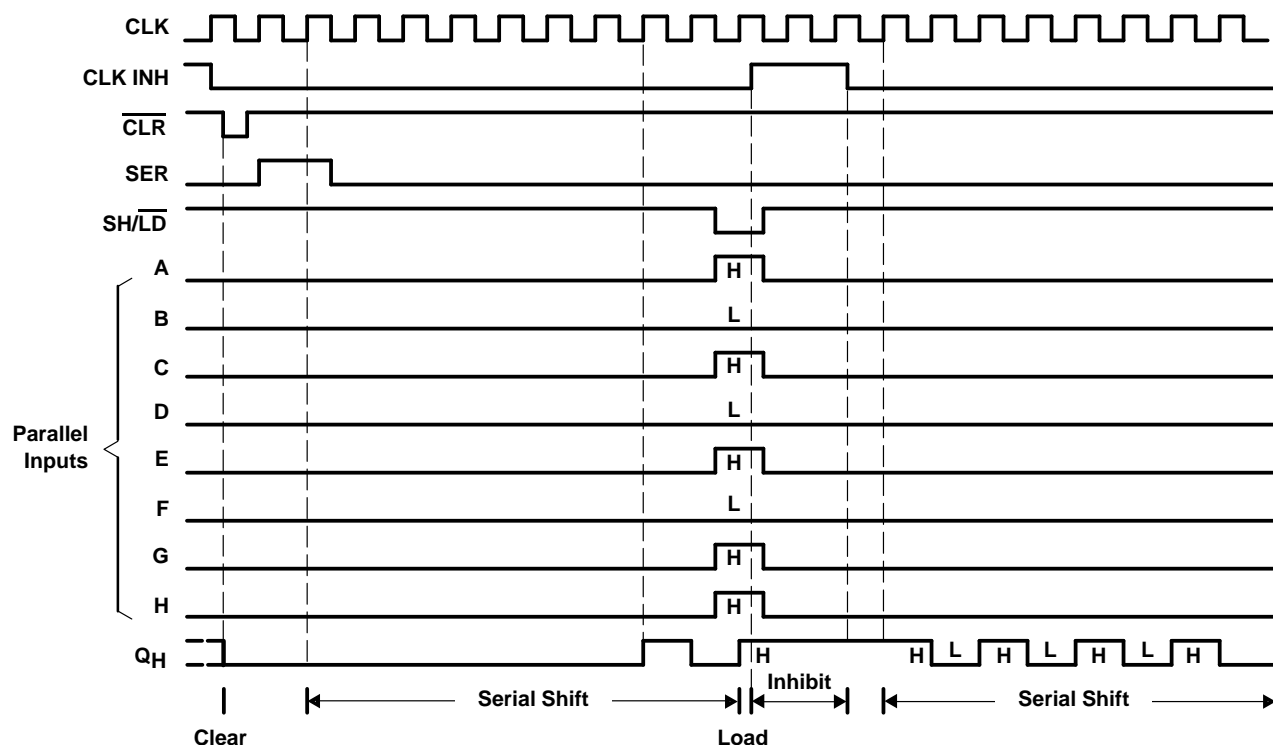 CLK
CLK INH
CLR
SER
SH/LD
A H
B L
C H
D L
Parallel
Inputs
E H
F L
G H
H H
QH H H L H L H L H
Serial Shift Inhibit Serial Shift
Clear Load